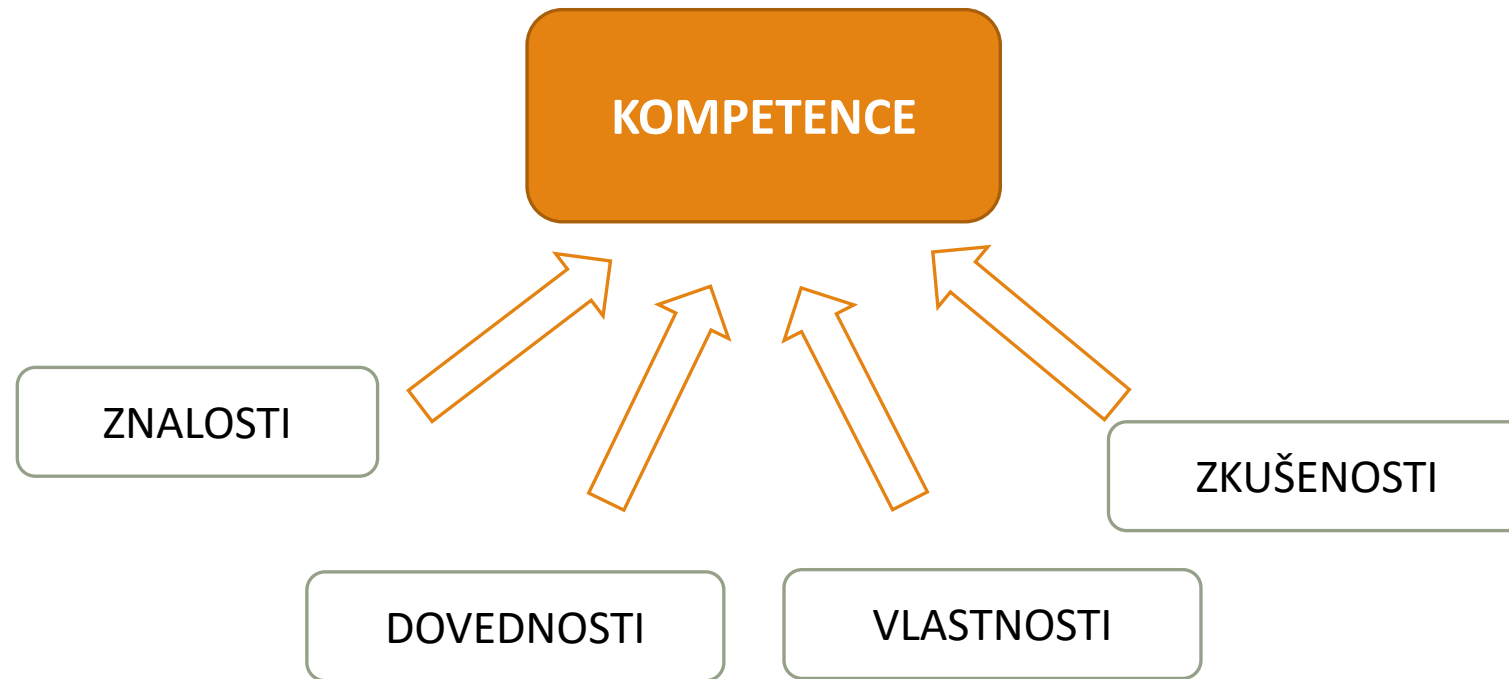 KOMPETENCE
ZNALOSTI
ZKUŠENOSTI
DOVEDNOSTI
VLASTNOSTI